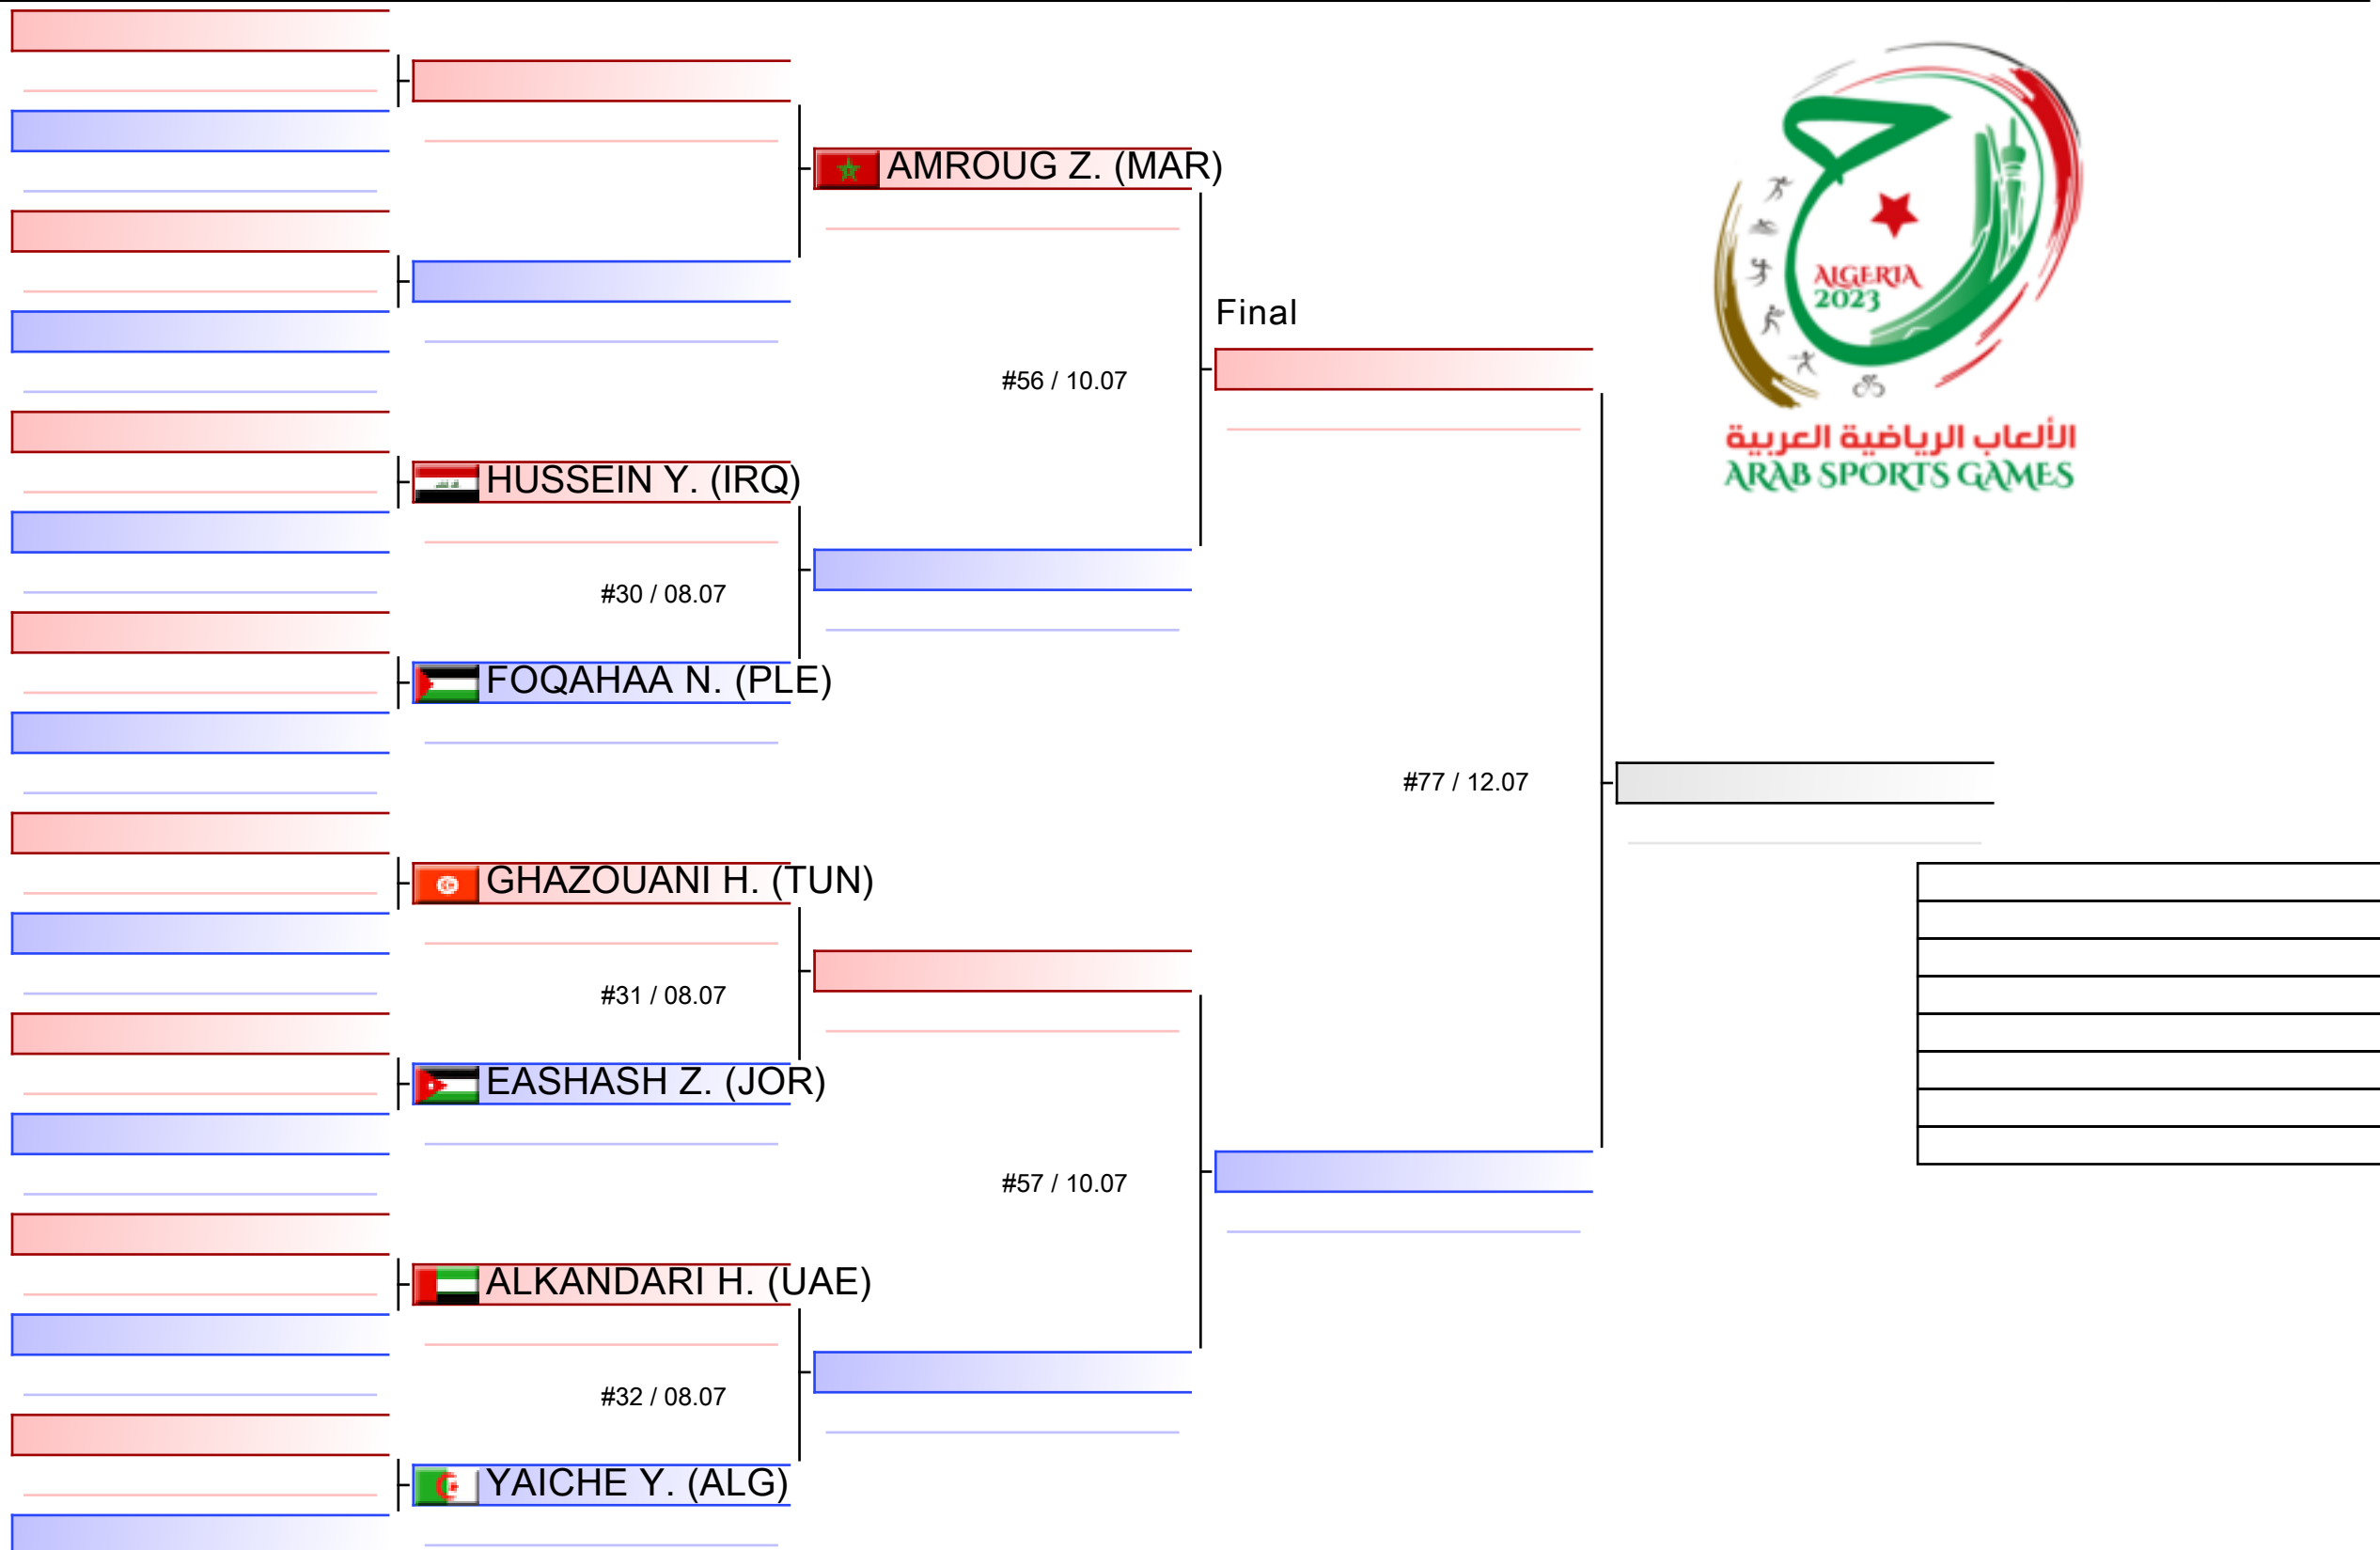 AMROUG Z. (MAR)
ALGERIA
2023
Final
#56 / 10.07
الألعاب الرياضية العربية
ARAB SPORTS GAMES
HUSSEIN Y. (IRQ)
#30 / 08.07
FOQAHAA N. (PLE)
#77 / 12.07
GHAZOUANI H. (TUN)
#31 / 08.07
EASHASH Z. (JOR)
#57 / 10.07
ALKANDARI H. (UAE)
#32 / 08.07
YAICHE Y. (ALG)